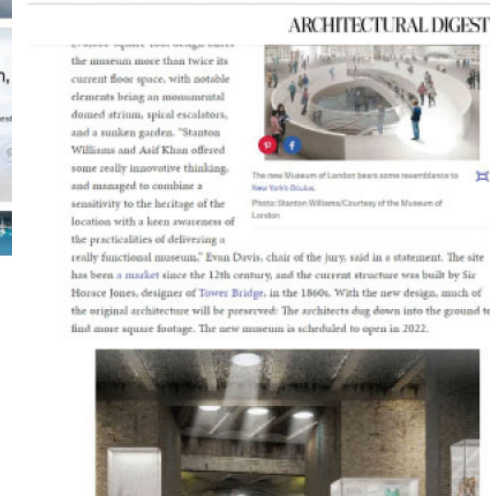 ARCHITECTURAL DIGEST
the museum more than twice its
current floor space, with notable
elements being an monumental
domed atrium, spiral escalators,
and a sunken garden. "Stanton
Williams and Asif Khan offered
some really innovative thinking,
and managed to combine a
sensitivity to the heritage of the
location with a keen awareness of
the practicalities of delivering a
The new Museum of London bears some resemblance to
New York's Oculus.
Photo: Stanton Williams/Courtesy of the Museum of
London
really functional museum," Evan Davis, chair of the jury, said in a statement. The site
has been a market since the 12th century, and the current structure was built by Sir
Horace Jones, designer of Tower Bridge, in the 1860s. With the new design, much of
the original architecture will be preserved: The architects dug down into the ground to
find more square footage. The new museum is scheduled to open in 2022.